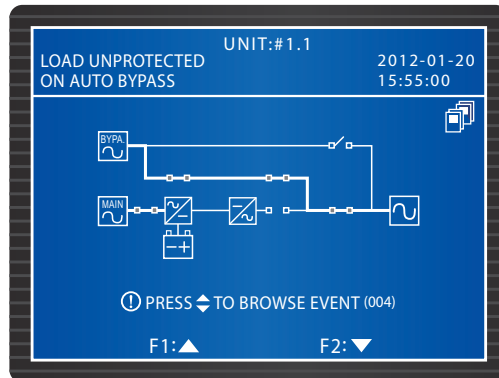 UNIT:#1.1
LOAD UNPROTECTED
ON AUTO BYPASS
2012-01-20
15:55:00
BYPA.
MAIN
PRESS TO BROWSE EVENT (004)
F1:
F2: